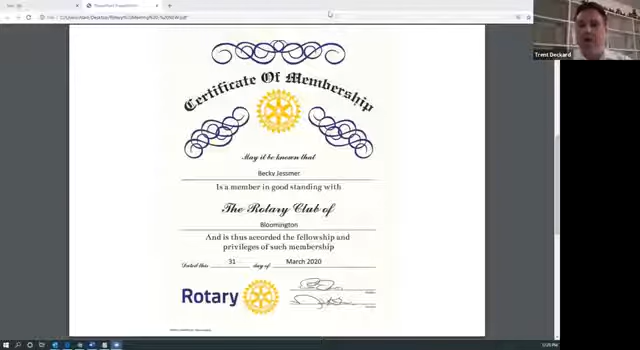 Trent Deckard
Certificate Of Membership
May it be known that
Becky Jessmer
Is a member in good standing with
The Rotary Club of
Bloomington
And is thus accorded the fellowship and
privileges of such membership
Dated this 31 day of March 2020
Rotary